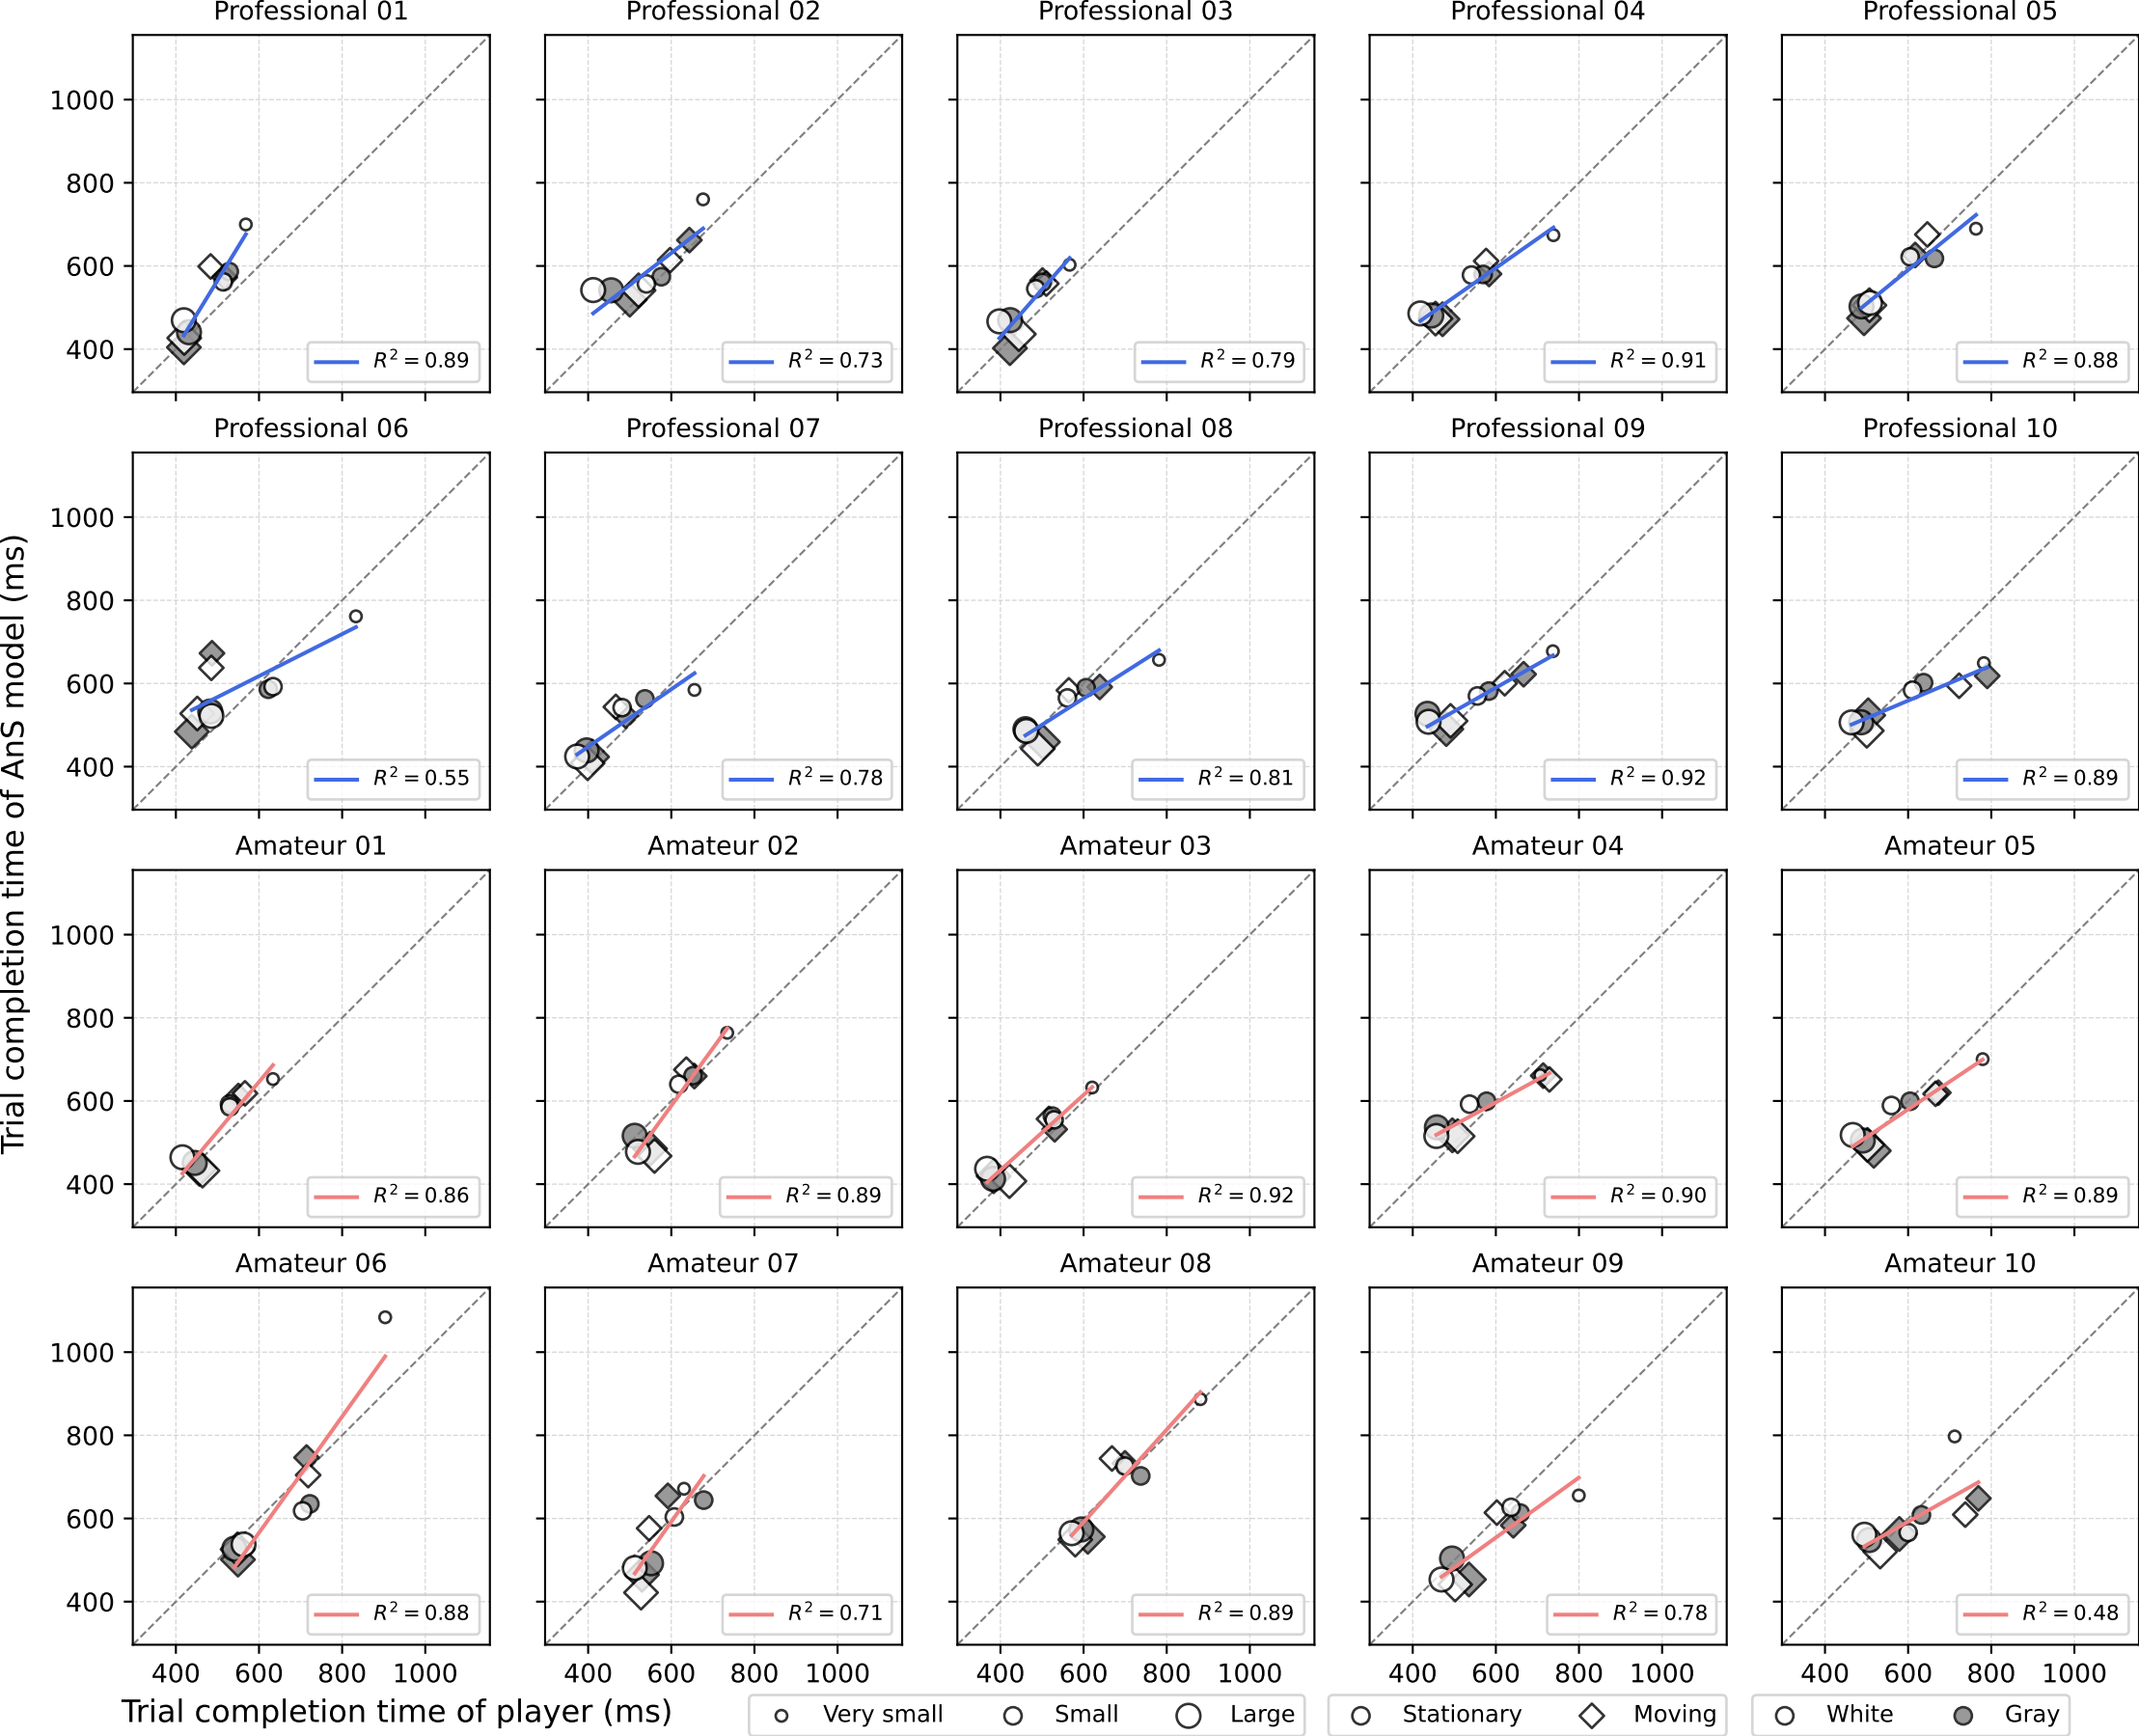 Professional 01 Professional 02 Professional 03 Professional 04 Professional 05
1000
800
600
400
R² = 0.89 R² = 0.73 R² = 0.79 R² = 0.91 R² = 0.88
Professional 06 Professional 07 Professional 08 Professional 09 Professional 10
1000
800
600
400
R² = 0.55 R² = 0.78 R² = 0.81 R² = 0.92 R² = 0.89
Trial completion time of AnS model (ms)
Amateur 01 Amateur 02 Amateur 03 Amateur 04 Amateur 05
1000
800
600
400
R² = 0.86 R² = 0.89 R² = 0.92 R² = 0.90 R² = 0.89
Amateur 06 Amateur 07 Amateur 08 Amateur 09 Amateur 10
1000
800
600
400
R² = 0.88 R² = 0.71 R² = 0.89 R² = 0.78 R² = 0.48
400 600 800 1000 400 600 800 1000 400 600 800 1000 400 600 800 1000 400 600 800 1000
Trial completion time of player (ms) Very small Small Large Stationary Moving White Gray